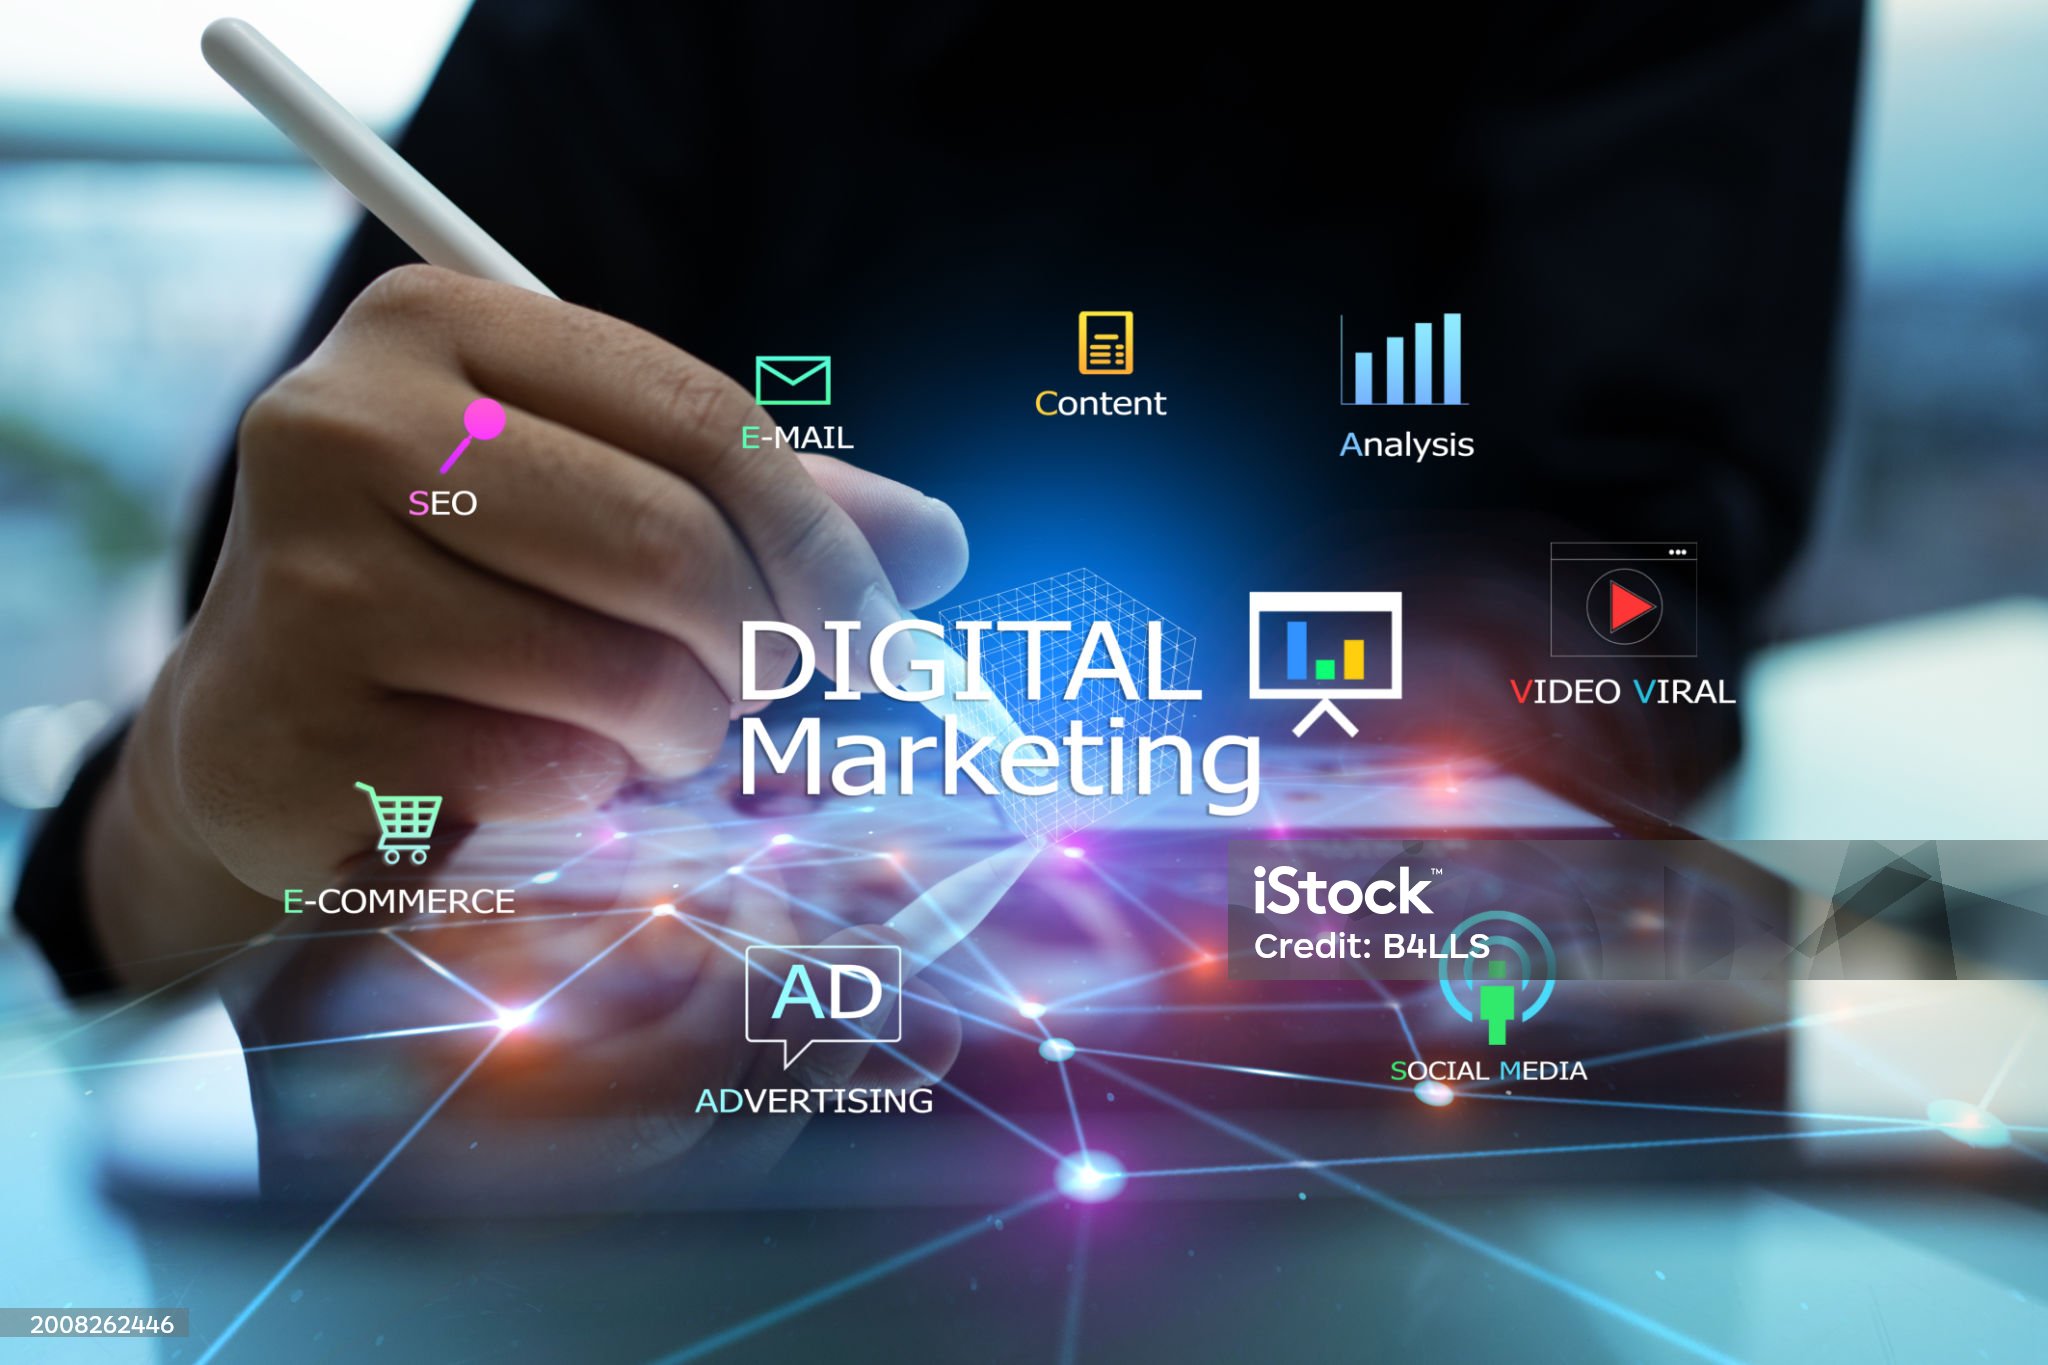 Content
E-MAIL
Analysis
SEO
DIGITAL
Marketing
VIDEO VIRAL
E-COMMERCE
iStock™
Credit: B4LLS
AD
ADVERTISING
SOCIAL MEDIA
2008262446